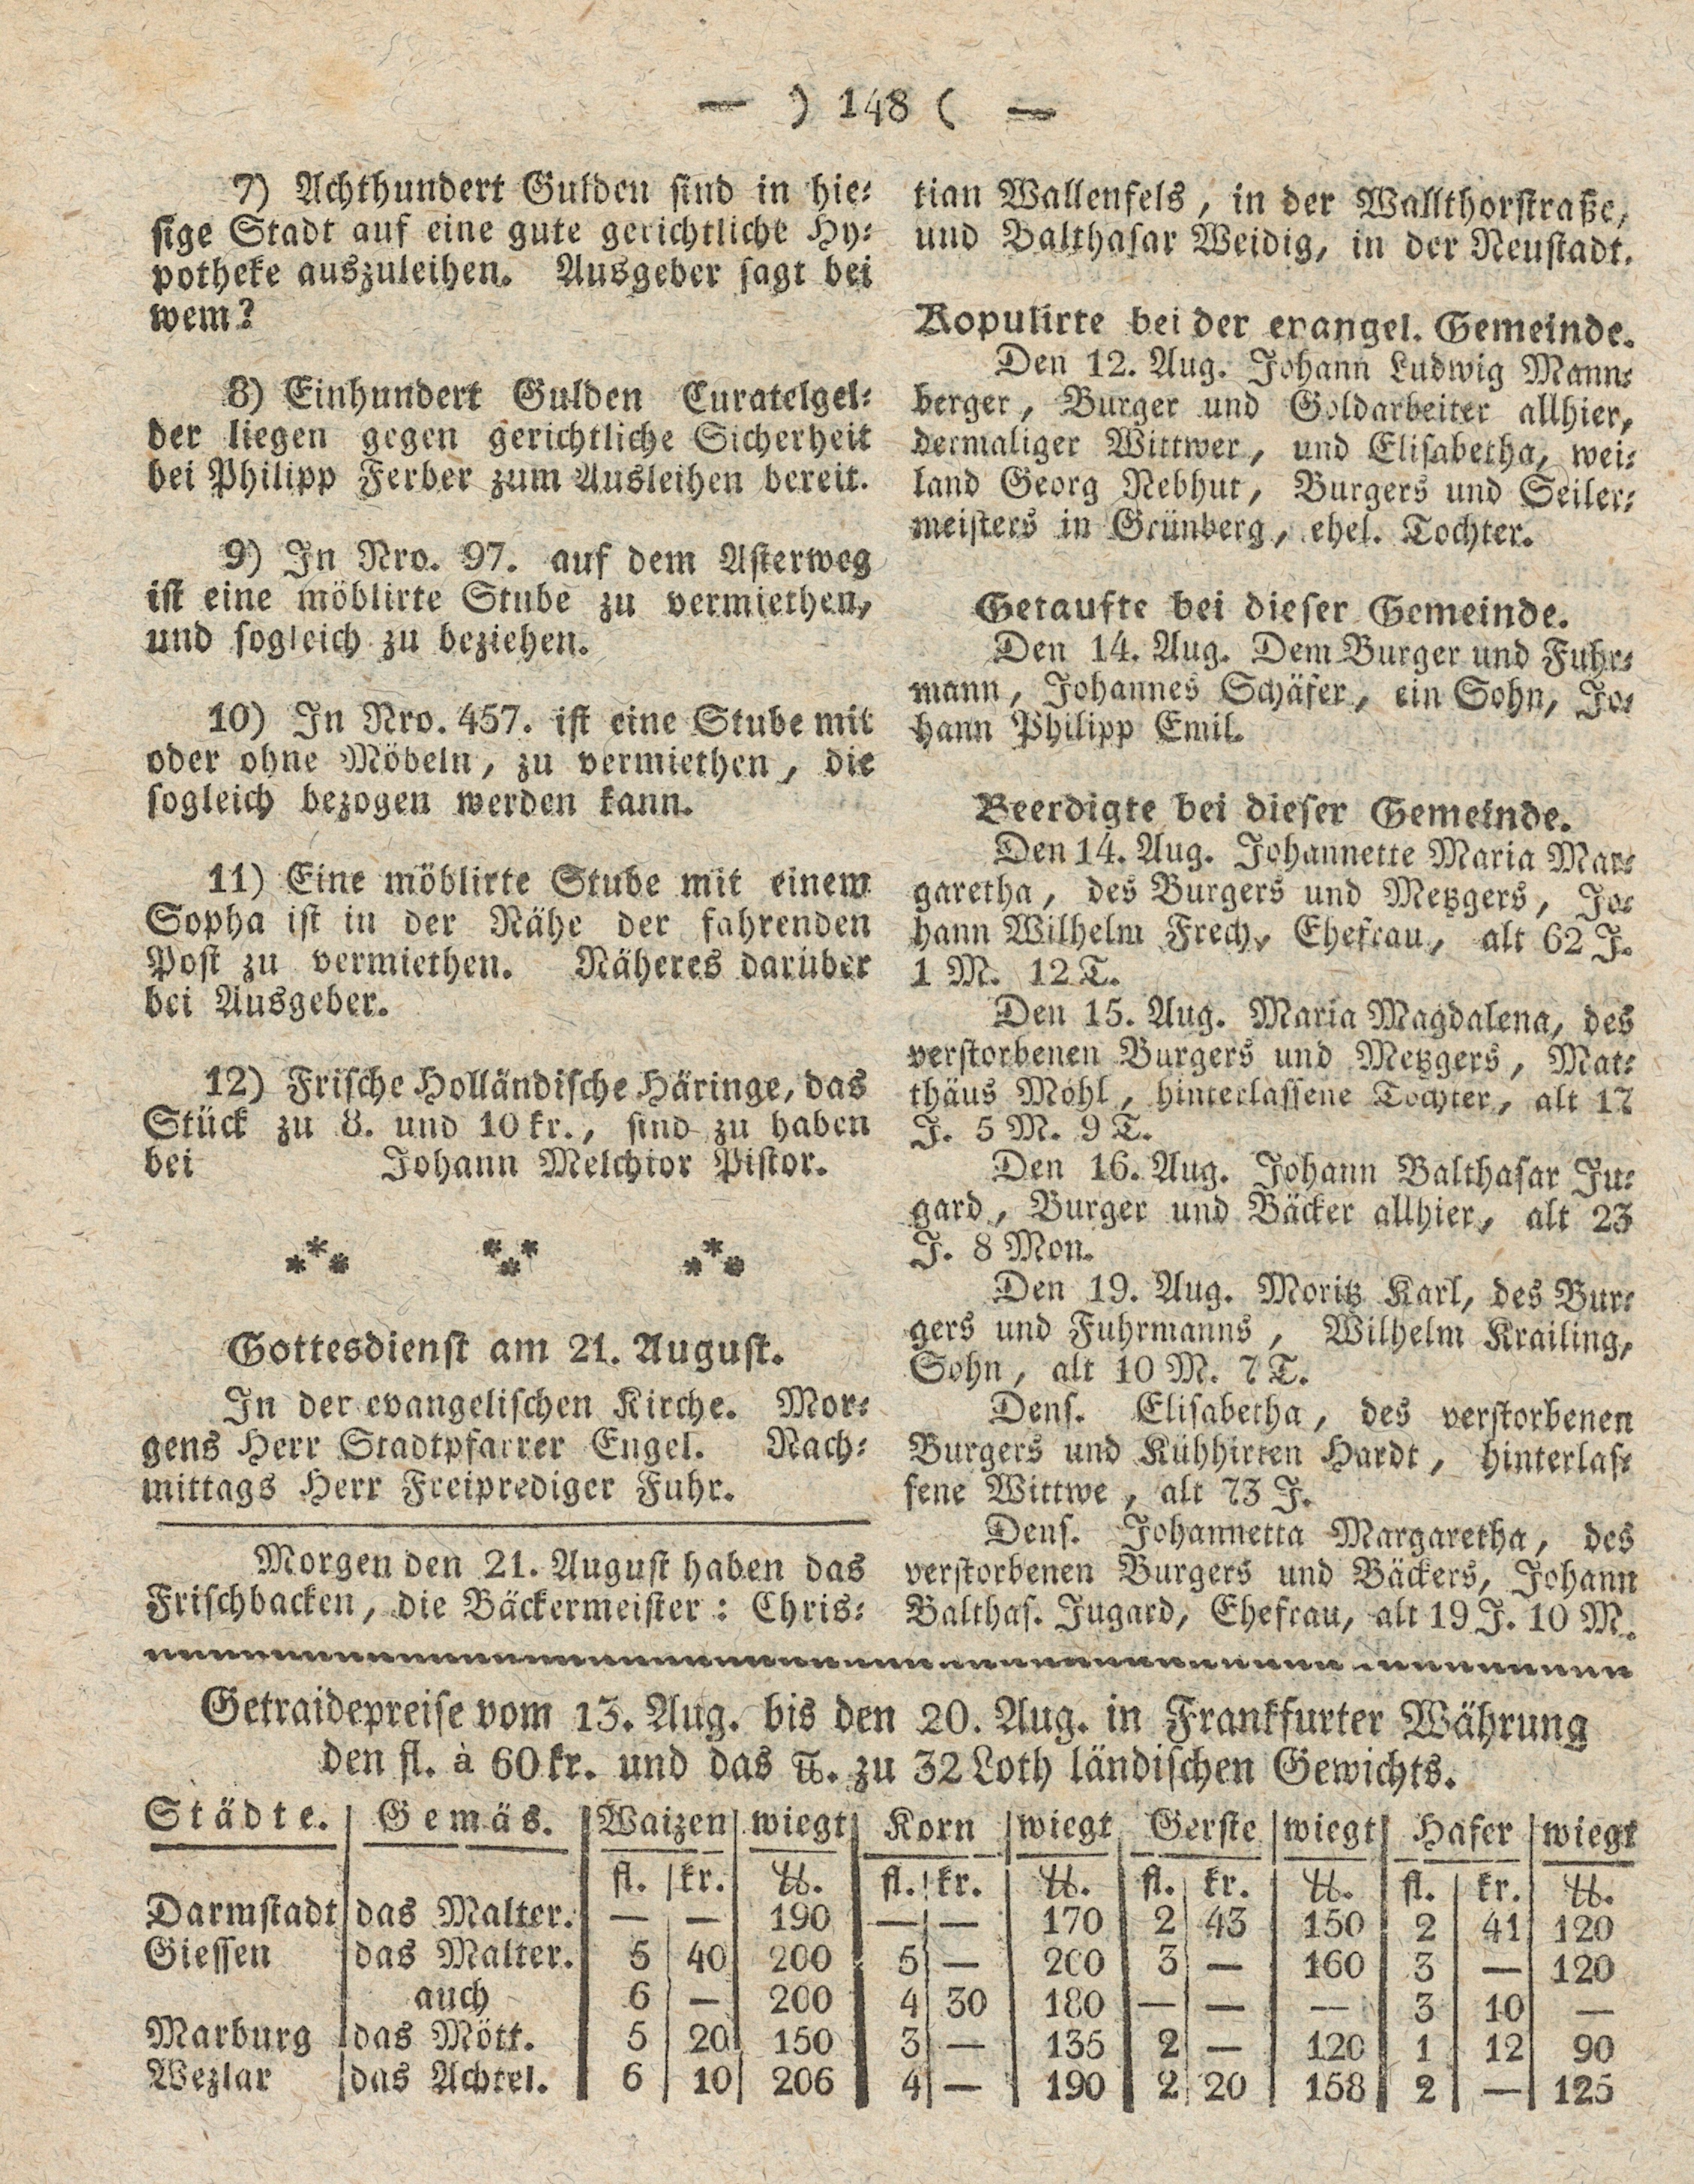 — ) 148 ( —
7) Achthundert Gulden sind in hie⸗
sige Stadt auf eine gute gerichtliche Hy⸗
potheke auszuleihen. Ausgeber sagt bei
wem?
8) Einhundert Gulden Curatelgel⸗
der liegen gegen gerichtliche Sicherheit
bei Philipp Ferber zum Ausleihen bereit.
9) In Nro. 97. auf dem Asterweg
ist eine möblirte Stube zu vermiethen,
und sogleich zu beziehen.
10) In Nro. 457. ist eine Stube mit
oder ohne Möbeln, zu vermiethen, die
sogleich bezogen werden kann.
11) Eine möblirte Stube mit einem
Sopha ist in der Nähe der fahrenden
Post zu vermiethen. Näheres darüber
bei Ausgeber.
12) Frische Holländische Häringe, das
Stück zu 8. und 10 kr., sind zu haben
bei Johann Melchior Pistor.
*** *** ***
Gottesdienst am 21. August.
In der evangelischen Kirche. Mor⸗
gens Herr Stadtpfarrer Engel. Nach⸗
mittags Herr Freiprediger Fuhr.
Morgen den 21. August haben das
Frischbacken, die Bäckermeister: Chris⸗
tian Wallenfels, in der Wallthorstraße,
und Balthasar Weidig, in der Neustadt.
Kopulirte bei der evangel. Gemeinde.
Den 12. Aug. Johann Ludwig Mann⸗
berger, Burger und Goldarbeiter allhier,
dermaliger Wittwer, und Elisabetha, wei⸗
land Georg Rebhut, Burgers und Seiler⸗
meisters in Grünberg, ehel. Tochter.
Getaufte bei dieser Gemeinde.
Den 14. Aug. Dem Burger und Fuhr⸗
mann, Johannes Schäfer, ein Sohn, Jo⸗
hann Philipp Emil.
Beerdigte bei dieser Gemeinde.
Den 14. Aug. Johannette Maria Mar⸗
garetha, des Burgers und Metzgers, Jo⸗
hann Wilhelm Frech, Ehefrau, alt 62 J.
1 M. 12 T.
Den 15. Aug. Maria Magdalena, des
verstorbenen Burgers und Metzgers, Mat⸗
thäus Möhl, hinterlassene Tochter, alt 17
J. 5 M. 9 T.
Den 16. Aug. Johann Balthasar Ju⸗
gard, Burger und Bäcker allhier, alt 23
J. 8 Mon.
Den 19. Aug. Moritz Karl, des Bur⸗
gers und Fuhrmanns, Wilhelm Krailing,
Sohn, alt 10 M. 7 T.
Dens. Elisabetha, des verstorbenen
Burgers und Kühhirten Hardt, hinterlas⸗
sene Wittwe, alt 73 J.
Dens. Johannetta Margaretha, des
verstorbenen Burgers und Bäckers, Johann
Balthas. Jugard, Ehefrau, alt 19 J. 10 M.
Getraidepreise vom 13. Aug. bis den 20. Aug. in Frankfurter Währung
den fl. à 60 kr. und das ℔. zu 32 Loth ländischen Gewichts.
Städte. Gemäs. Waizen wiegt Korn wiegt Gerste wiegt Hafer wiegt
fl. kr. ℔. fl. kr. ℔. fl. kr. ℔. fl. kr. ℔.
Darmstadt das Malter. — — 190 — — 170 2 43 150 2 41 120
Giessen das Malter. 5 40 200 5 — 200 3 — 160 3 — 120
auch 6 — 200 4 30 180 — — — 3 10 —
Marburg das Mött. 5 20 150 3 — 135 2 — 120 1 12 90
Wezlar das Achtel. 6 10 206 4 — 190 2 20 158 2 — 125